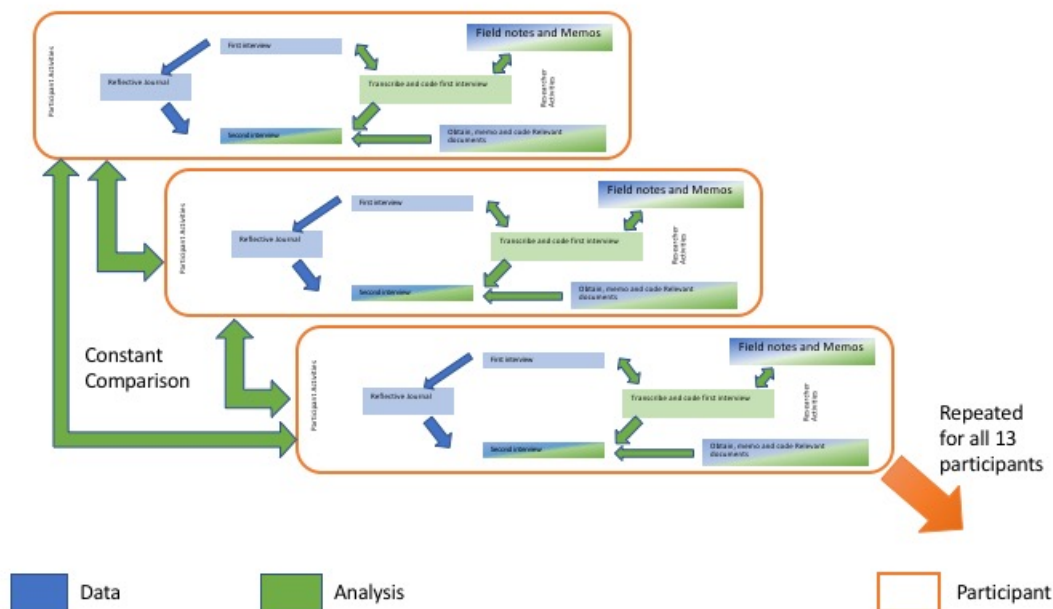 Participant Activities
First interview
Field notes and Memos
Reflective Journal
Transcribe and code first interview
Researcher
Activities
Second interview
Obtain, memo and code Relevant
documents
Participant Activities
First interview
Field notes and Memos
Reflective Journal
Transcribe and code first interview
Researcher
Activities
Second interview
Obtain, memo and code Relevant
documents
Constant
Comparison
Participant Activities
First interview
Field notes and Memos
Reflective Journal
Transcribe and code first interview
Researcher
Activities
Second interview
Obtain, memo and code Relevant
documents
Repeated
for all 13
participants
Data
Analysis
Participant